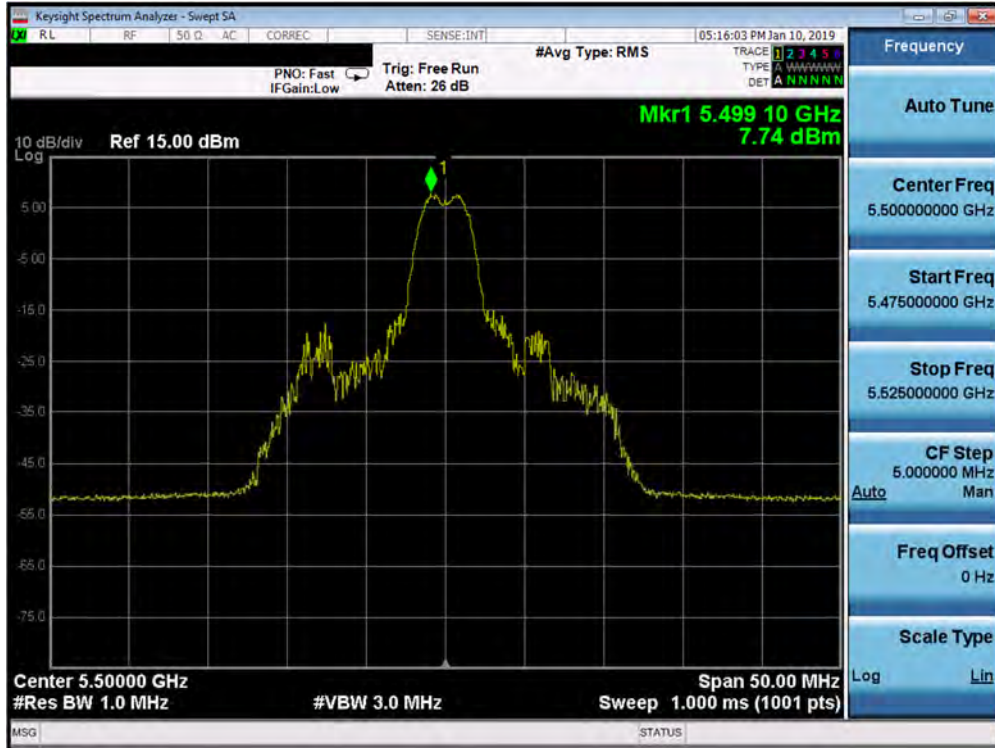 Keysight Spectrum Analyzer - Swept SA
LXI RL RF 50 Ω AC CORREC SENSE:INT 05:16:03 PM Jan 10, 2019
#Avg Type: RMS TRACE 1 2 3 4 5 6
PNO: Fast Trig: Free Run TYPE A WWWWW
IFGain:Low Atten: 26 dB DET A N N N N N
Mkr1 5.499 10 GHz
7.74 dBm
10 dB/div Ref 15.00 dBm
Log
1
5.00
-5.00
-15.0
-25.0
-35.0
-45.0
-55.0
-65.0
-75.0
Center 5.50000 GHz Span 50.00 MHz
#Res BW 1.0 MHz #VBW 3.0 MHz Sweep 1.000 ms (1001 pts)
MSG STATUS
Frequency
Auto Tune
Center Freq
5.500000000 GHz
Start Freq
5.475000000 GHz
Stop Freq
5.525000000 GHz
CF Step
5.000000 MHz
Auto Man
Freq Offset
0 Hz
Scale Type
Log Lin